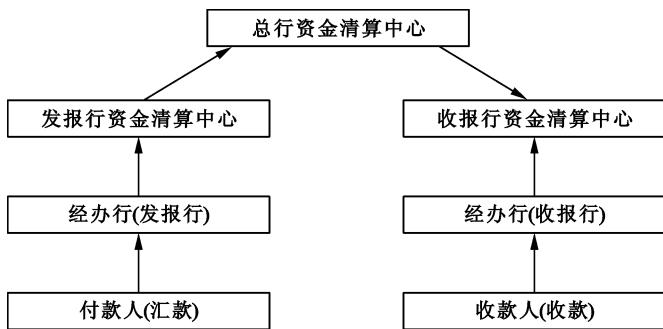 总行资金清算中心
发报行资金清算中心
收报行资金清算中心
经办行(发报行)
经办行(收报行)
付款人(汇款)
收款人(收款)